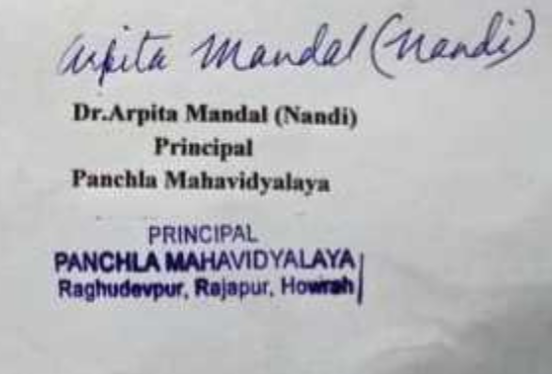 Arpita Mandal (Nandi)
Dr.Arpita Mandal (Nandi)
Principal
Panchla Mahavidyalaya
PRINCIPAL
PANCHLA MAHAVIDYALAYA
Raghudevpur, Rajapur, Howrah